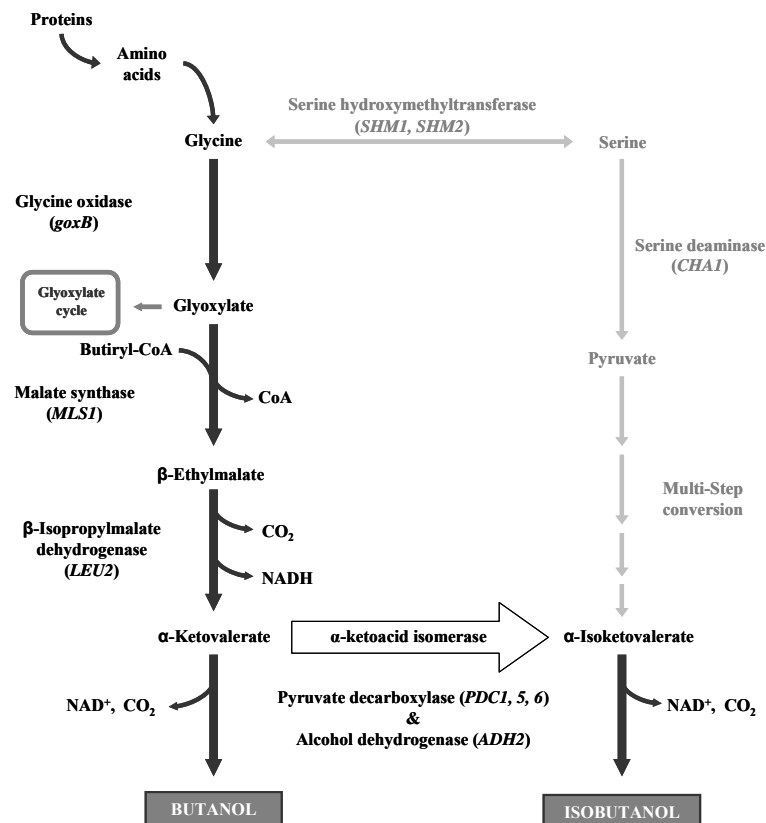 Proteins
Amino
acids
Serine hydroxymethyltransferase
(SHM1, SHM2)
Glycine
Serine
Glycine oxidase
(goxB)
Serine deaminase
(CHA1)
Glyoxylate
cycle
Glyoxylate
Butiryl-CoA
Pyruvate
Malate synthase
(MLS1)
CoA
β-Ethylmalate
Multi-Step
conversion
β-Isopropylmalate
dehydrogenase
(LEU2)
CO₂
NADH
α-Ketovalerate
α-ketoacid isomerase
α-Isoketovalerate
NAD⁺, CO₂
Pyruvate decarboxylase (PDC1, 5, 6)
&
Alcohol dehydrogenase (ADH2)
NAD⁺, CO₂
BUTANOL
ISOBUTANOL